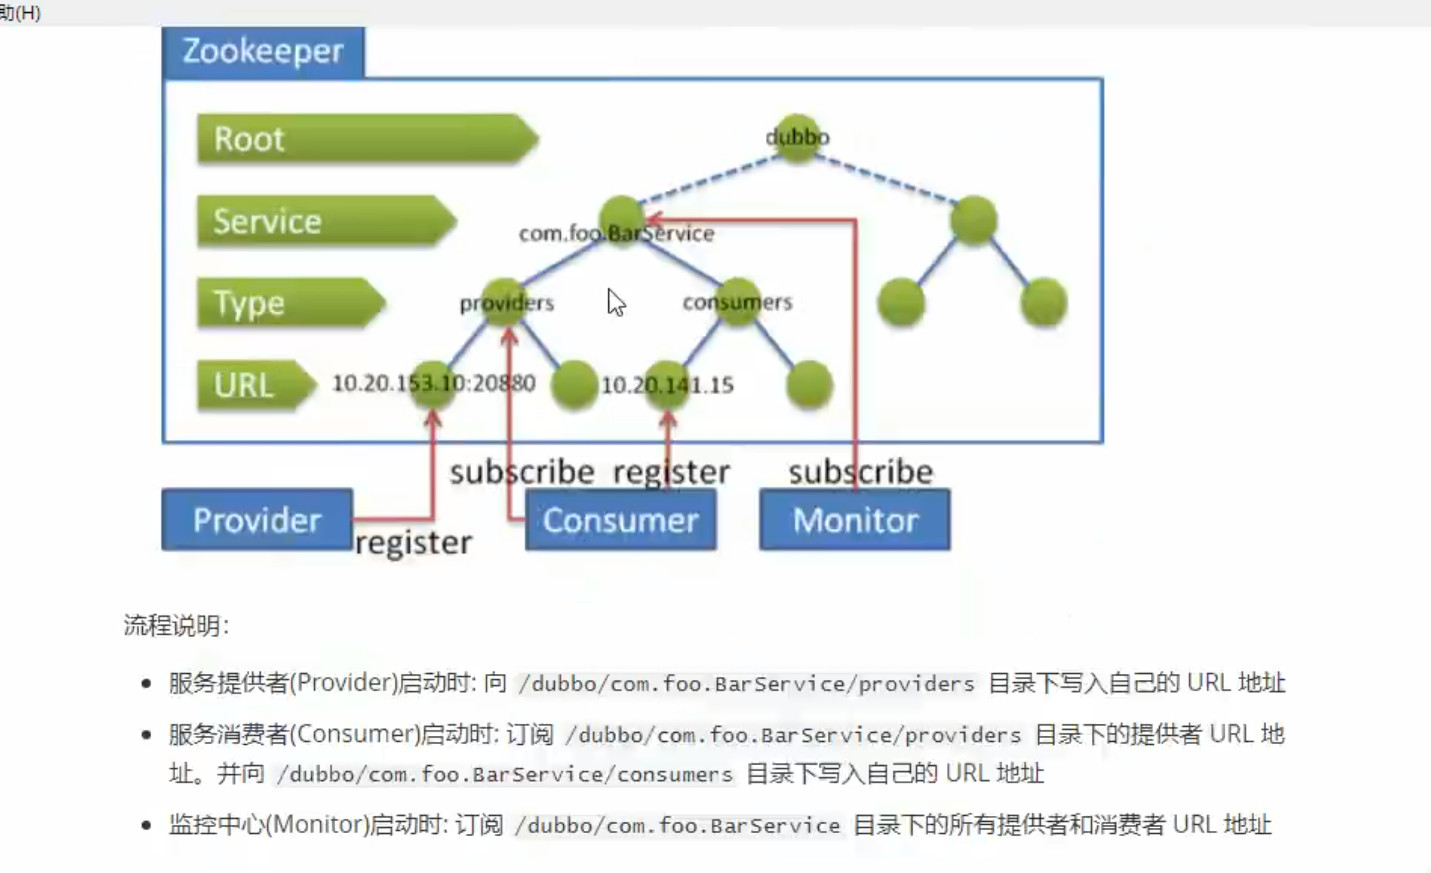 助(H)
Zookeeper
Root
dubbo
Service
com.foo.BarService
Type
providers
consumers
URL
10.20.153.10:20880
10.20.141.15
subscribe
register
subscribe
Provider
Consumer
Monitor
register
流程说明:
服务提供者(Provider)启动时: 向 /dubbo/com.foo.BarService/providers 目录下写入自己的 URL 地址
服务消费者(Consumer)启动时: 订阅 /dubbo/com.foo.BarService/providers 目录下的提供者 URL 地
址。并向 /dubbo/com.foo.BarService/consumers 目录下写入自己的 URL 地址
监控中心(Monitor)启动时: 订阅 /dubbo/com.foo.BarService 目录下的所有提供者和消费者 URL 地址